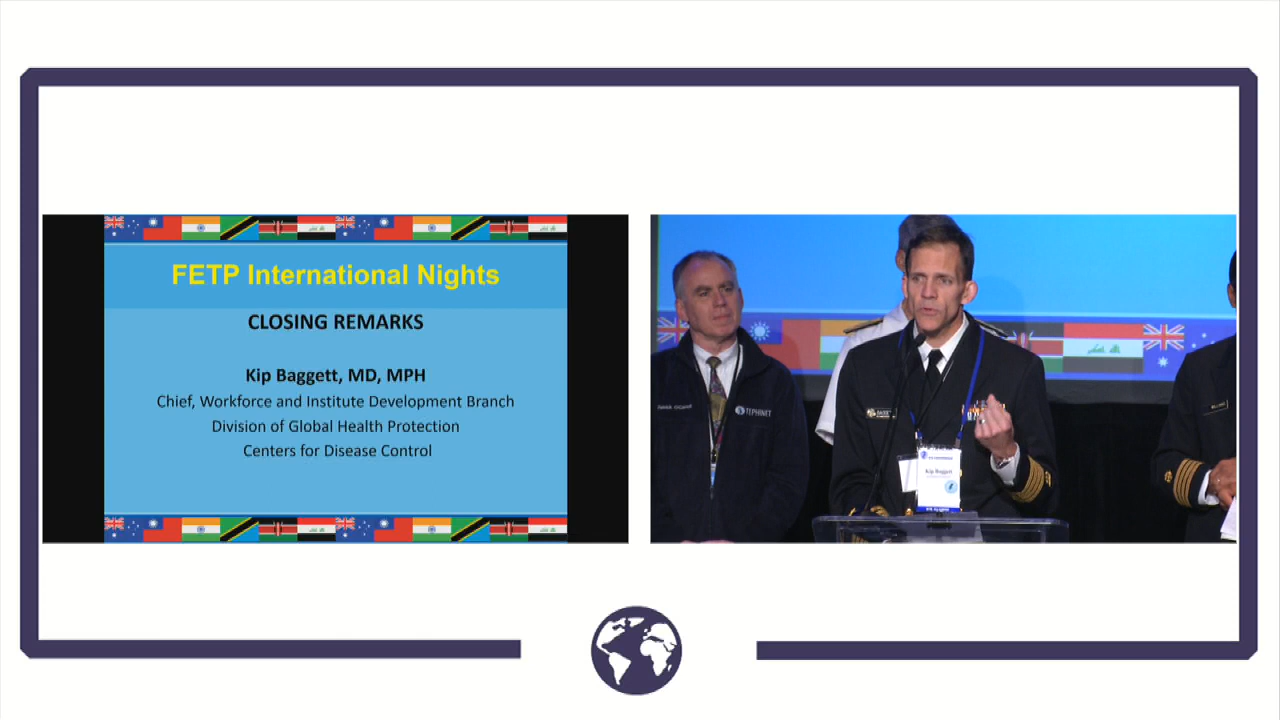 FETP International Nights
CLOSING REMARKS
Kip Baggett, MD, MPH
Chief, Workforce and Institute Development Branch
Division of Global Health Protection
Centers for Disease Control
TEPHINET
Kip Baggett